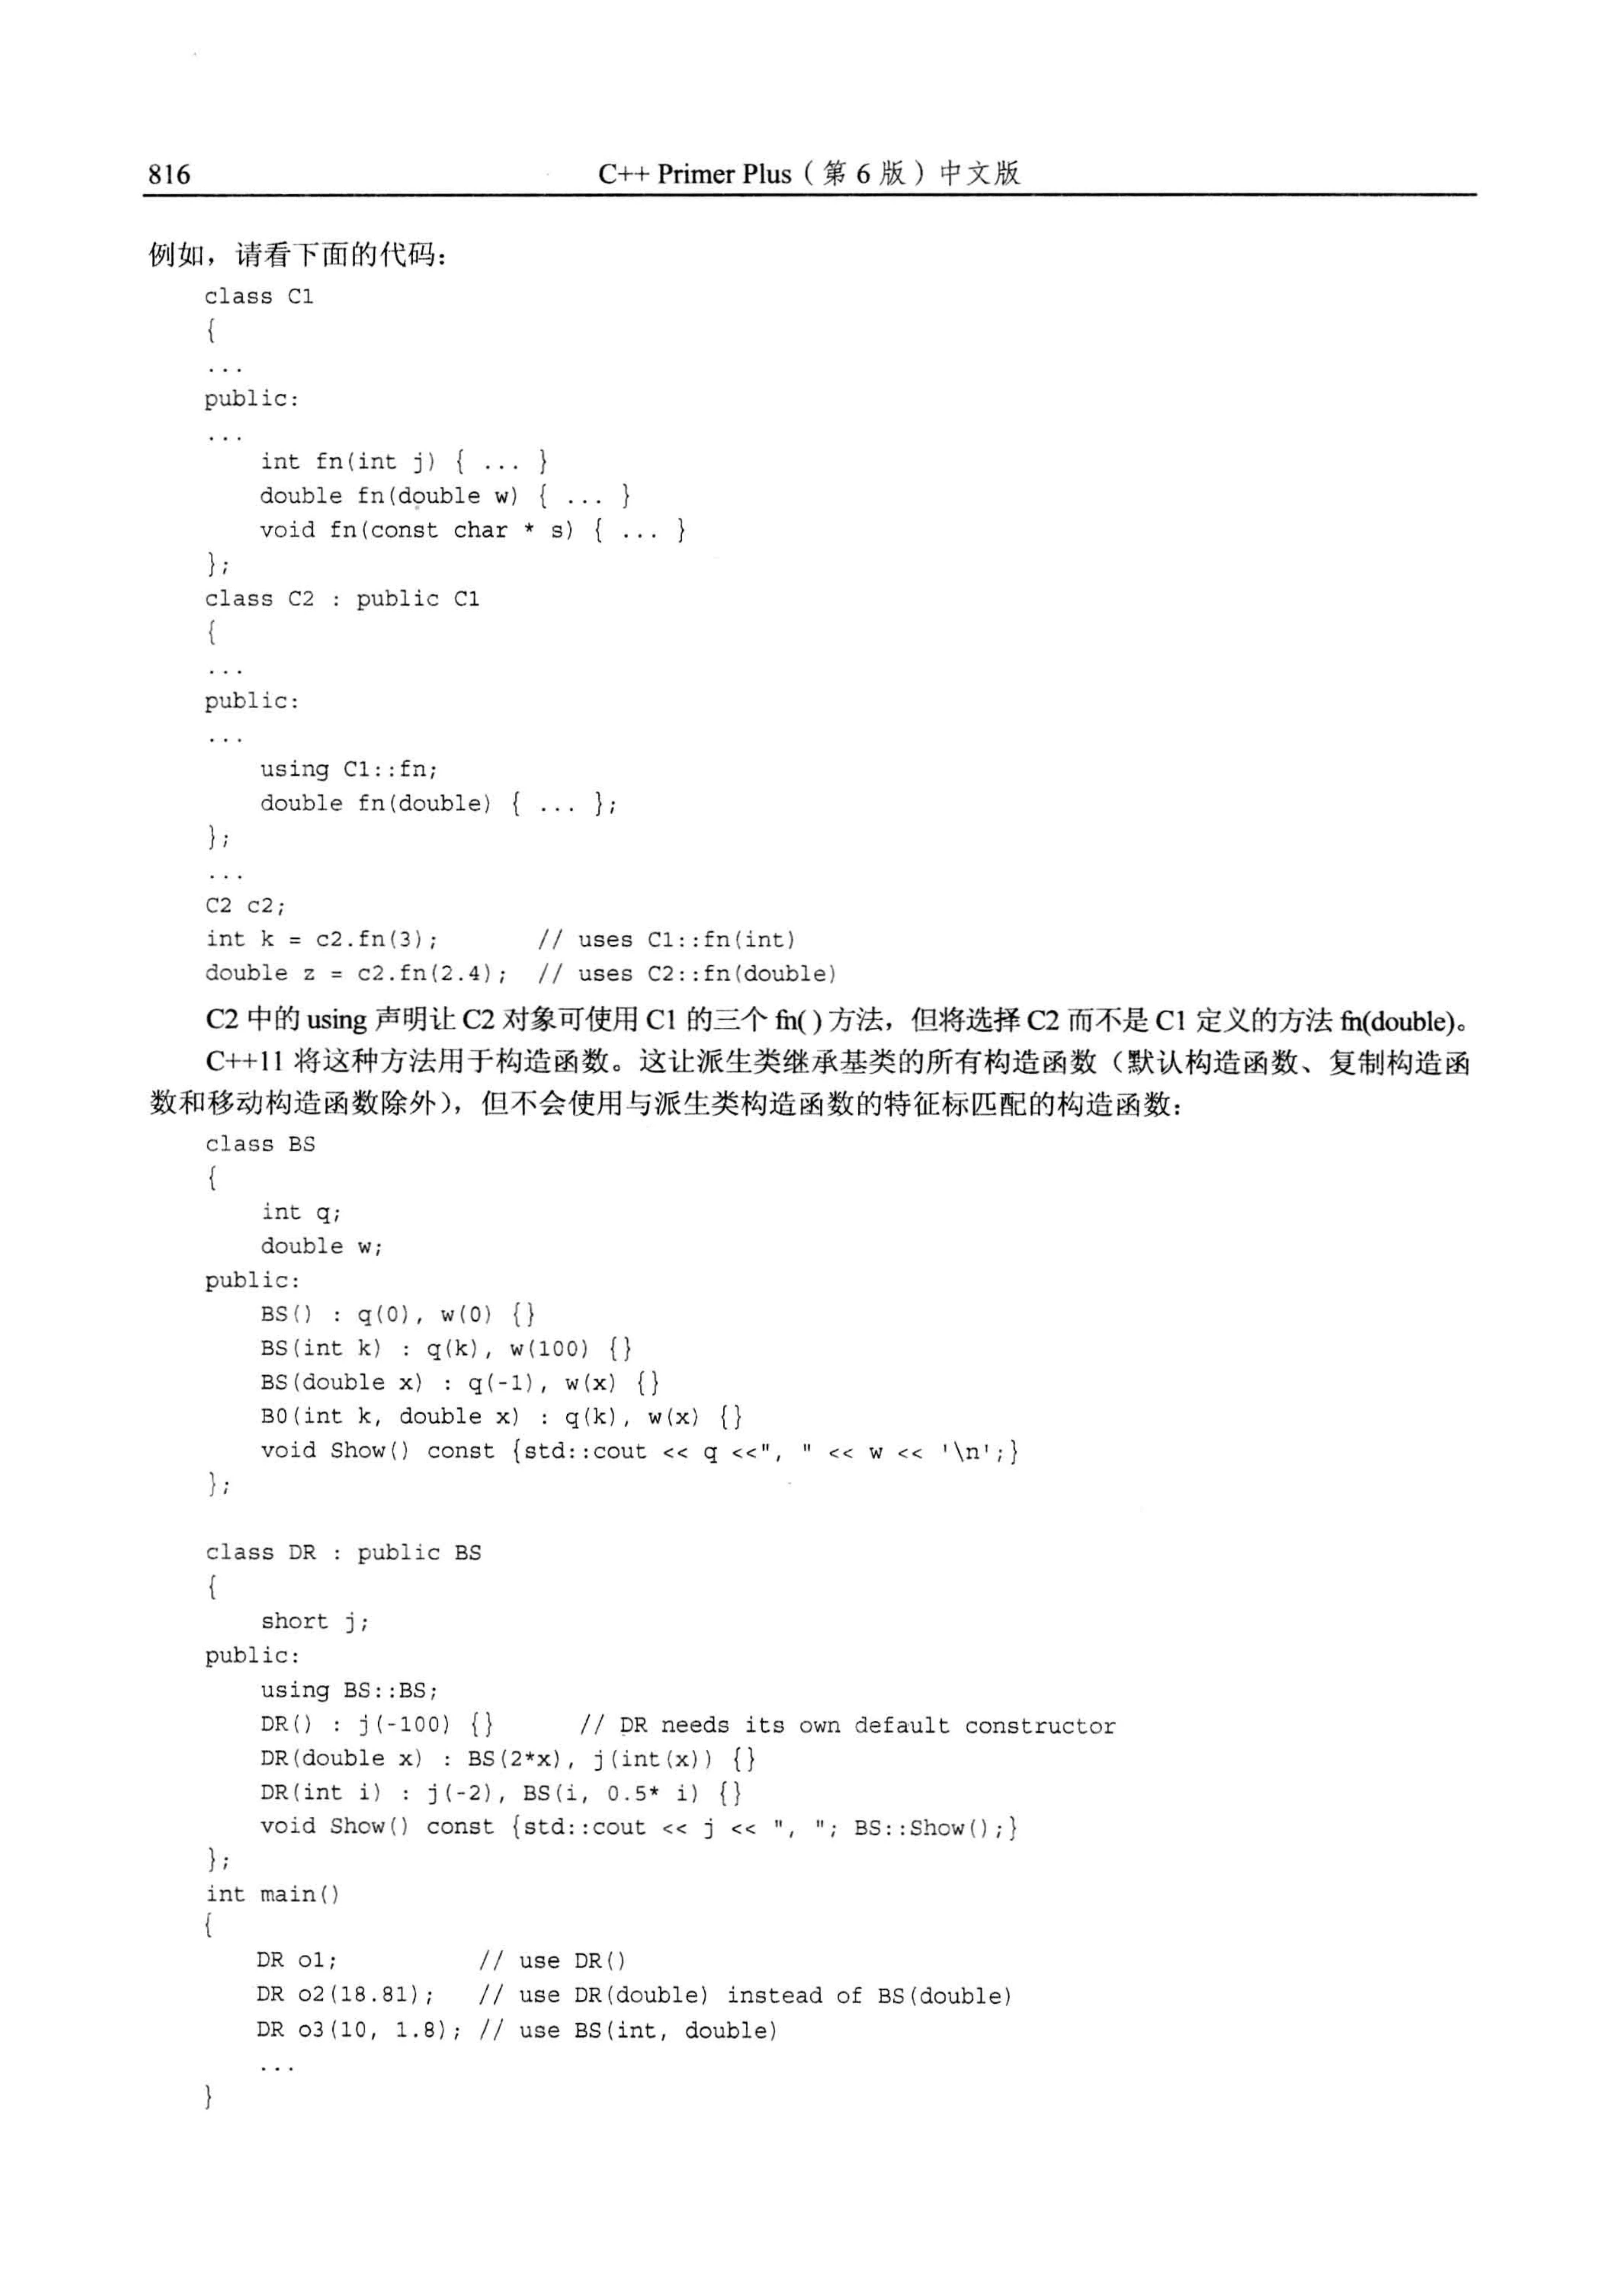 816 C++ Primer Plus（第 6 版）中文版
例如，请看下面的代码：
class C1
{
...
public:
...
    int fn(int j) { ... }
    double fn(double w) { ... }
    void fn(const char * s) { ... }
};
class C2 : public C1
{
...
public:
...
    using C1::fn;
    double fn(double) { ... };
};
...
C2 c2;
int k = c2.fn(3);       // uses C1::fn(int)
double z = c2.fn(2.4);  // uses C2::fn(double)
C2 中的 using 声明让 C2 对象可使用 C1 的三个 fn( )方法，但将选择 C2 而不是 C1 定义的方法 fn(double)。
C++11 将这种方法用于构造函数。这让派生类继承基类的所有构造函数（默认构造函数、复制构造函
数和移动构造函数除外），但不会使用与派生类构造函数的特征标匹配的构造函数：
class BS
{
    int q;
    double w;
public:
    BS() : q(0), w(0) {}
    BS(int k) : q(k), w(100) {}
    BS(double x) : q(-1), w(x) {}
    B0(int k, double x) : q(k), w(x) {}
    void Show() const {std::cout << q <<", " << w << '\n';}
};
class DR : public BS
{
    short j;
public:
    using BS::BS;
    DR() : j(-100) {}      // DR needs its own default constructor
    DR(double x) : BS(2*x), j(int(x)) {}
    DR(int i) : j(-2), BS(i, 0.5* i) {}
    void Show() const {std::cout << j << ", "; BS::Show();}
};
int main()
{
    DR o1;          // use DR()
    DR o2(18.81);   // use DR(double) instead of BS(double)
    DR o3(10, 1.8); // use BS(int, double)
    ...
}